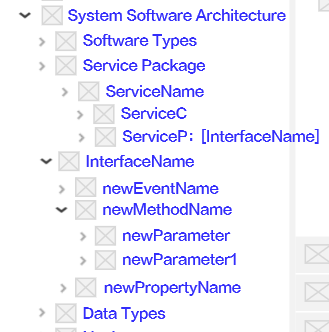 System Software Architecture
Software Types
Service Package
ServiceName
ServiceC
ServiceP: [InterfaceName]
InterfaceName
newEventName
newMethodName
newParameter
newParameter1
newPropertyName
Data Types